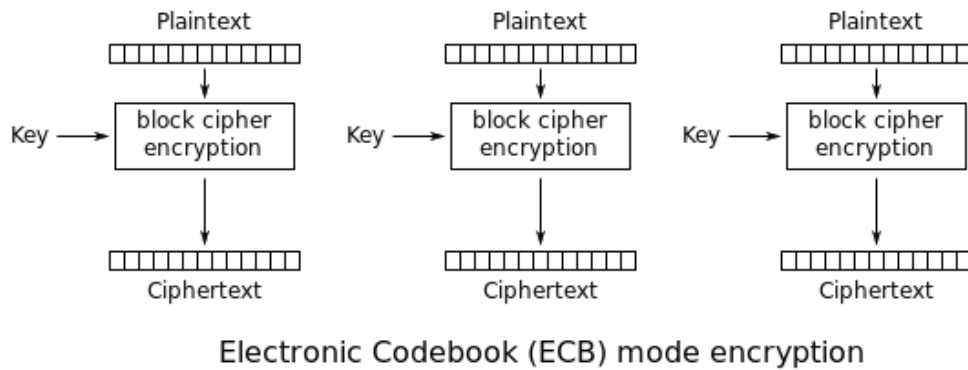 Plaintext Plaintext Plaintext
Key block cipher encryption Key block cipher encryption Key block cipher encryption
Ciphertext Ciphertext Ciphertext
Electronic Codebook (ECB) mode encryption